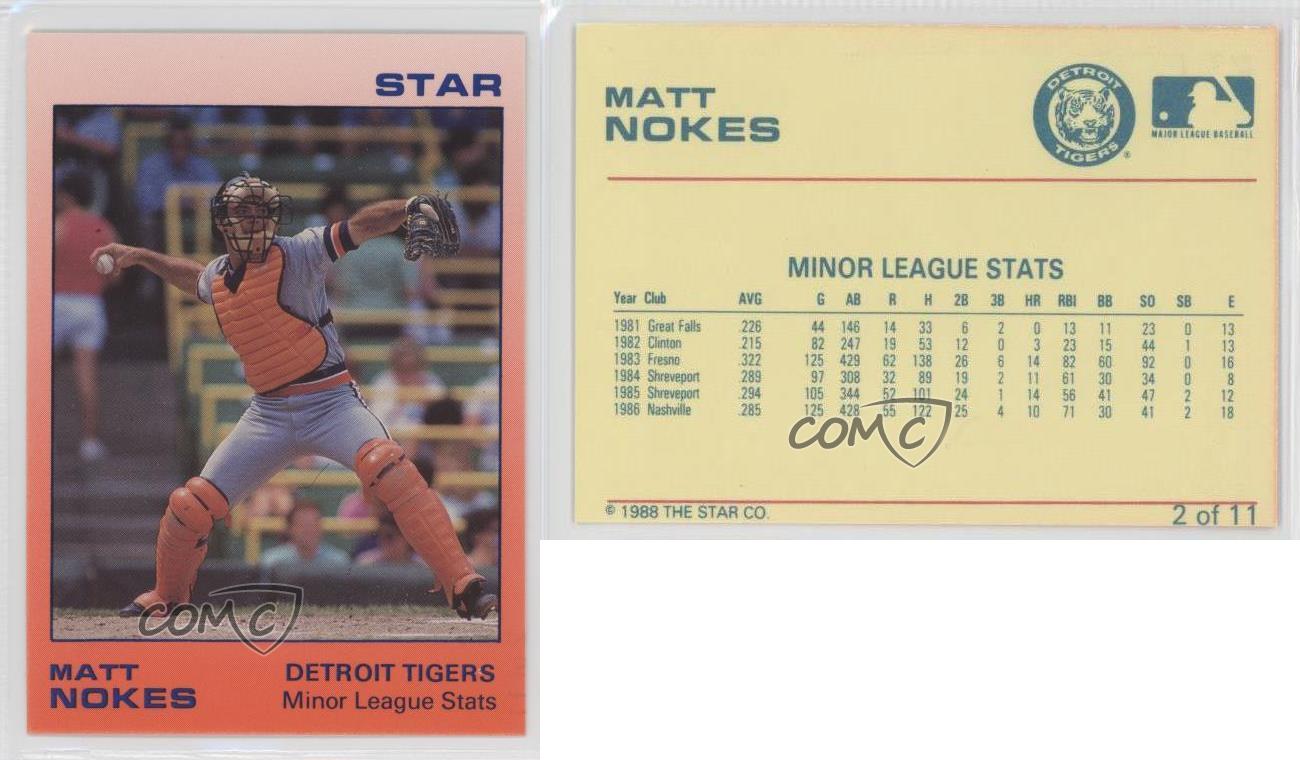 STAR
COMC
MATT
NOKES
DETROIT TIGERS
Minor League Stats
MATT
NOKES
DETROIT
TIGERS
®
MAJOR LEAGUE BASEBALL
MINOR LEAGUE STATS
Year Club AVG G AB R H 2B 3B HR RBI BB SO SB E
1981 Great Falls .226 44 146 14 33 6 2 0 13 11 23 0 13
1982 Clinton .215 82 247 19 53 12 0 3 23 15 44 1 13
1983 Fresno .322 125 429 62 138 26 6 14 82 60 92 0 16
1984 Shreveport .289 97 308 32 89 19 2 11 61 30 34 0 8
1985 Shreveport .294 105 344 52 101 24 1 14 56 41 47 2 12
1986 Nashville .285 125 428 55 122 25 4 10 71 30 41 2 18
COMC
© 1988 THE STAR CO.
2 of 11